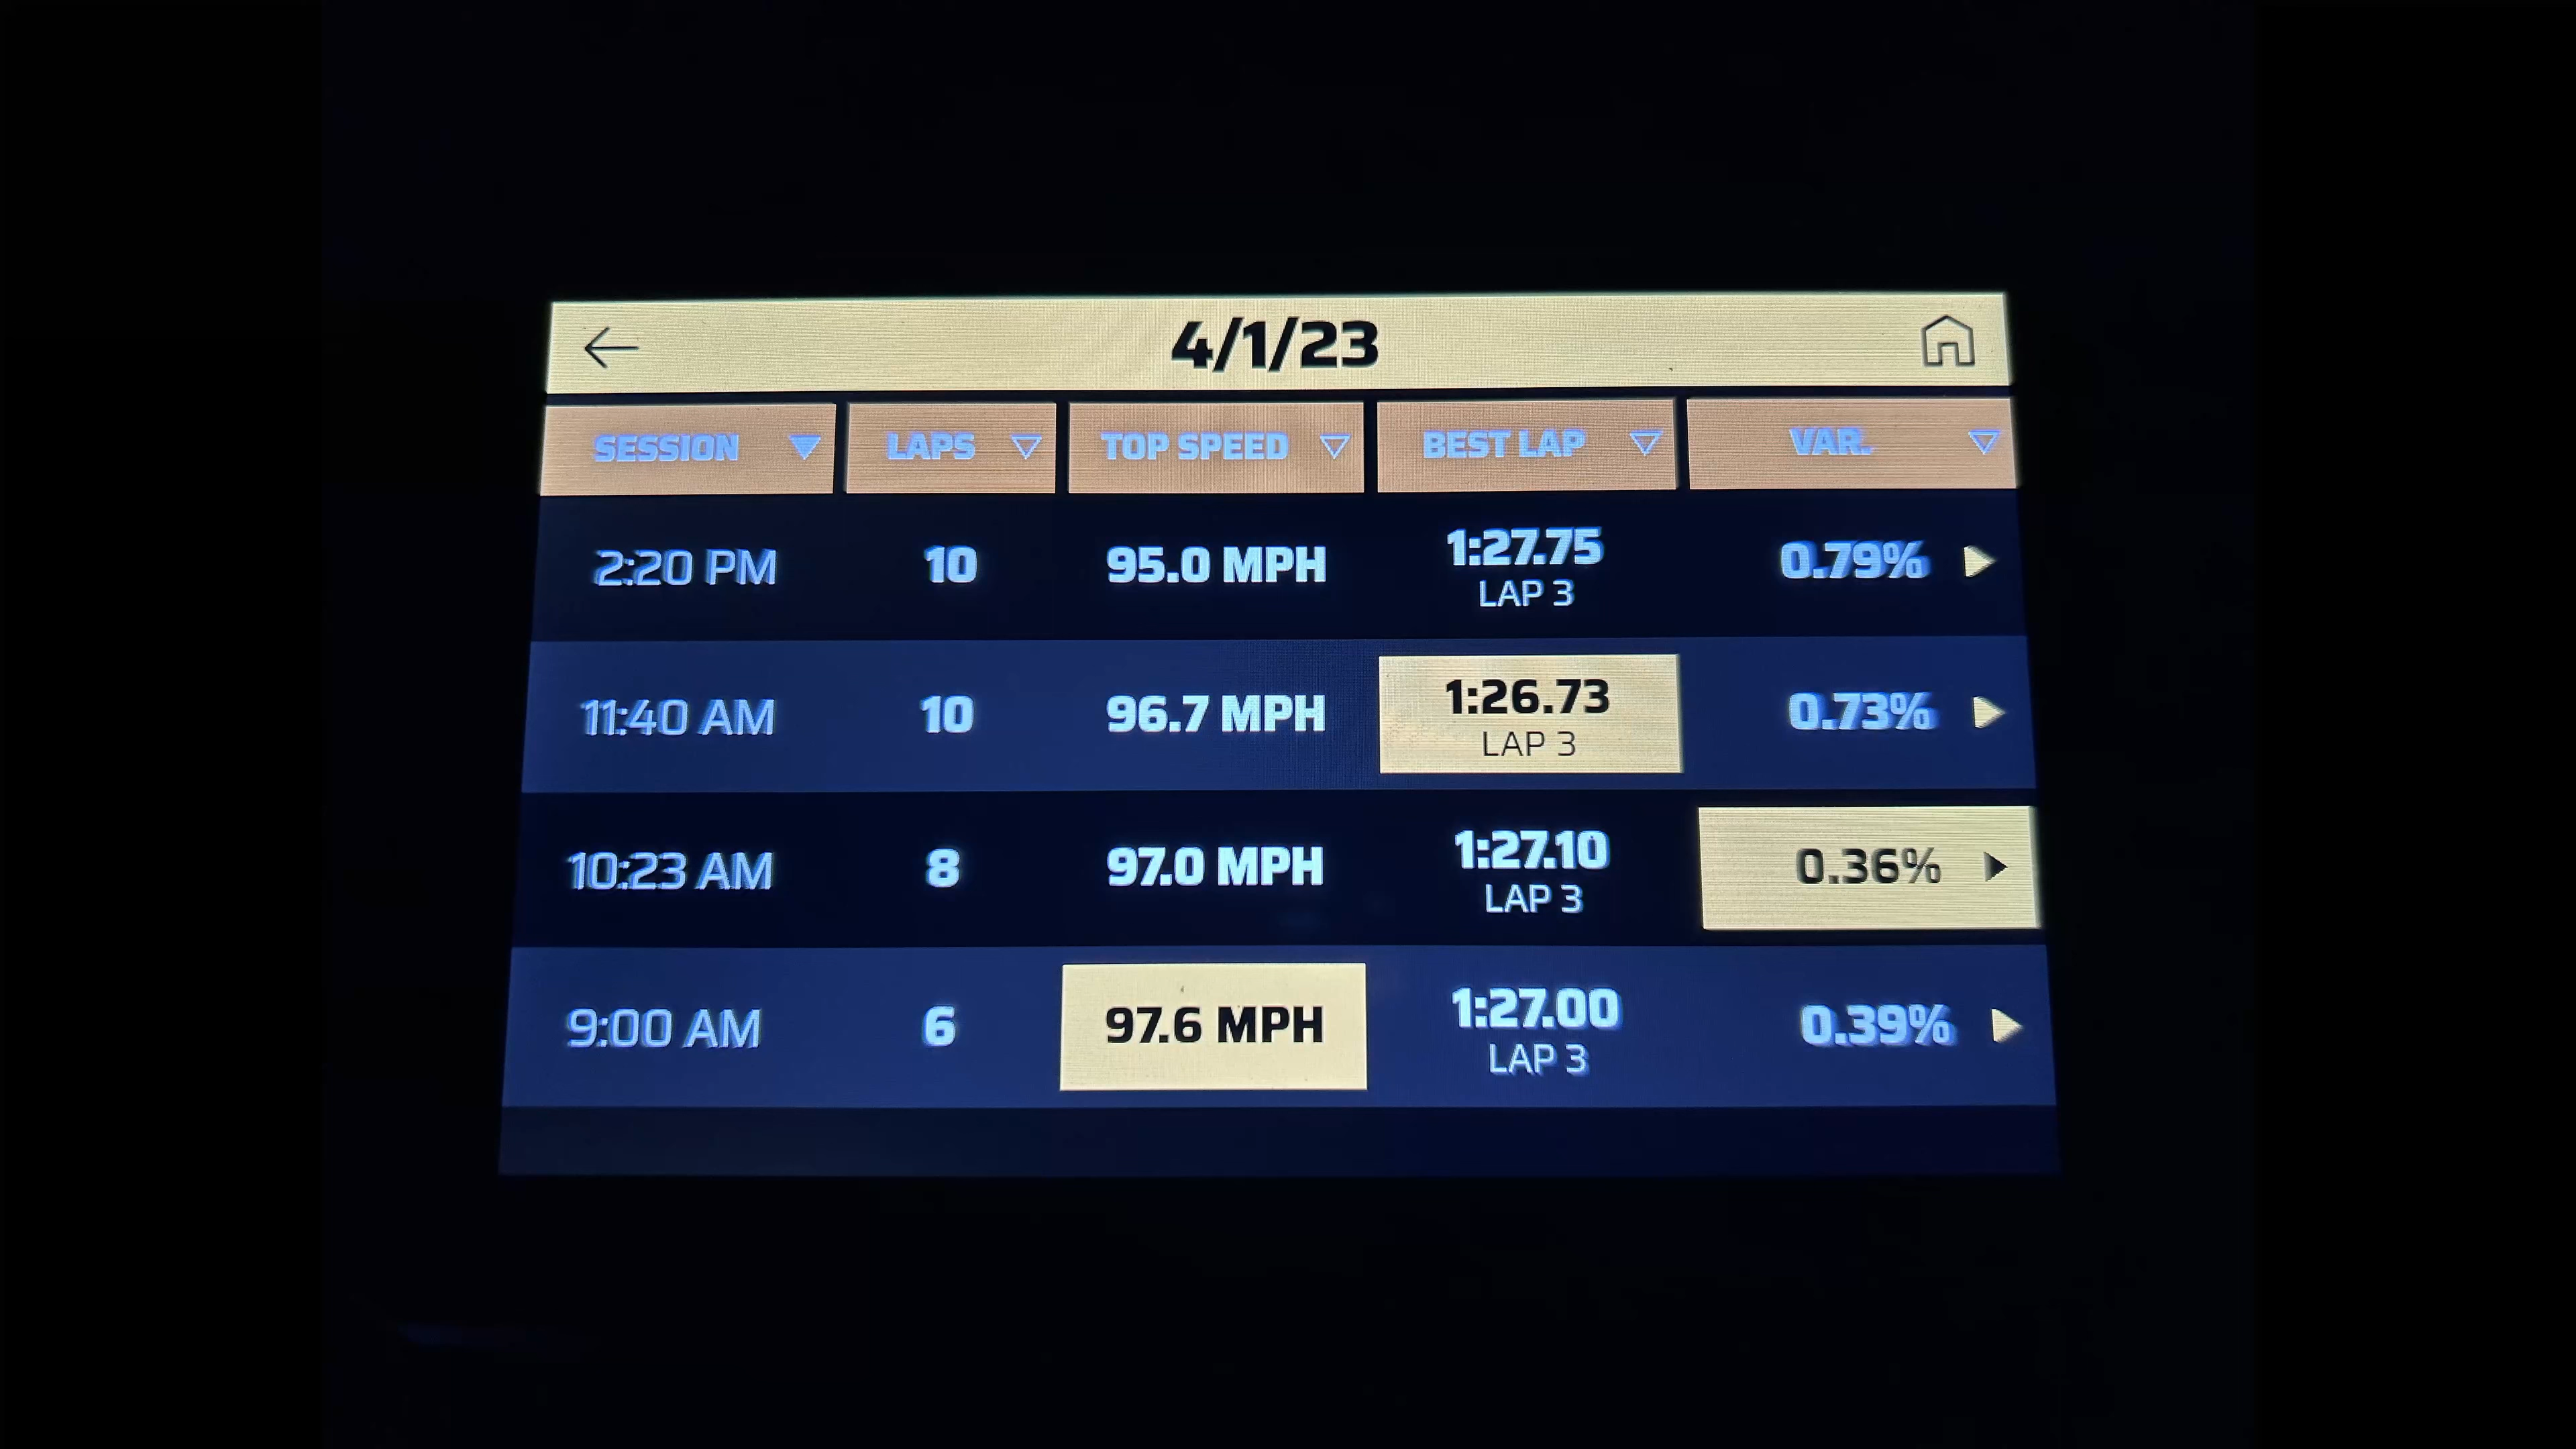 4/1/23
SESSION LAPS TOP SPEED BEST LAP VAR.
2:20 PM 10 95.0 MPH 1:27.75 0.79%
LAP 3
11:40 AM 10 96.7 MPH 1:26.73 0.73%
LAP 3
10:23 AM 8 97.0 MPH 1:27.10 0.36%
LAP 3
9:00 AM 6 97.6 MPH 1:27.00 0.39%
LAP 3